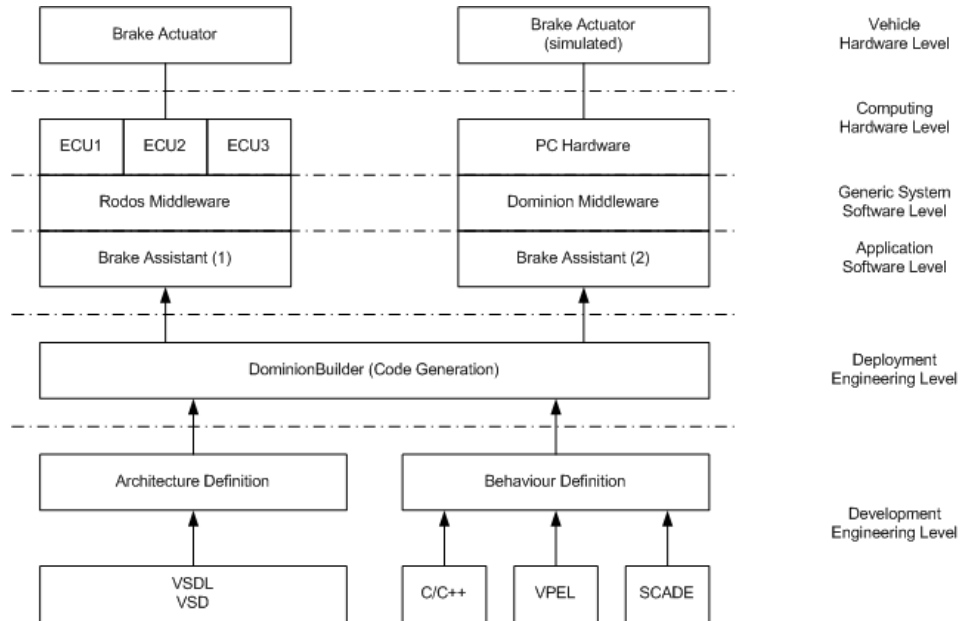 Brake Actuator
Brake Actuator
(simulated)
Vehicle
Hardware Level
ECU1
ECU2
ECU3
PC Hardware
Computing
Hardware Level
Rodos Middleware
Dominion Middleware
Generic System
Software Level
Brake Assistant (1)
Brake Assistant (2)
Application
Software Level
DominionBuilder (Code Generation)
Deployment
Engineering Level
Architecture Definition
Behaviour Definition
Development
Engineering Level
VSDL
VSD
C/C++
VPEL
SCADE